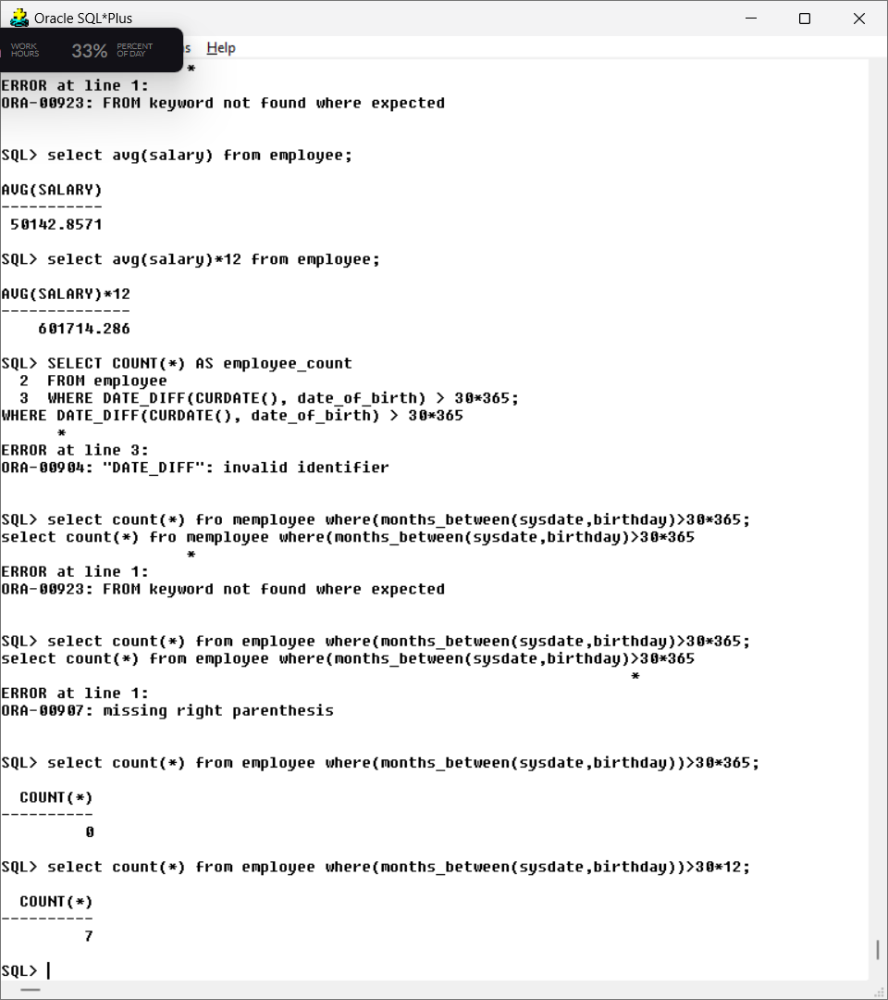 Oracle SQL*Plus
WORK HOURS 33% PERCENT OF DAY
Help
*
ERROR at line 1:
ORA-00923: FROM keyword not found where expected
SQL> select avg(salary) from employee;
AVG(SALARY)
-----------
50142.8571
SQL> select avg(salary)*12 from employee;
AVG(SALARY)*12
--------------
601714.286
SQL> SELECT COUNT(*) AS employee_count
2 FROM employee
3 WHERE DATE_DIFF(CURDATE(), date_of_birth) > 30*365;
WHERE DATE_DIFF(CURDATE(), date_of_birth) > 30*365
*
ERROR at line 3:
ORA-00904: "DATE_DIFF": invalid identifier
SQL> select count(*) fro memployee where(months_between(sysdate,birthday)>30*365;
select count(*) fro memployee where(months_between(sysdate,birthday)>30*365
*
ERROR at line 1:
ORA-00923: FROM keyword not found where expected
SQL> select count(*) from employee where(months_between(sysdate,birthday)>30*365;
select count(*) from employee where(months_between(sysdate,birthday)>30*365
*
ERROR at line 1:
ORA-00907: missing right parenthesis
SQL> select count(*) from employee where(months_between(sysdate,birthday))>30*365;
COUNT(*)
----------
0
SQL> select count(*) from employee where(months_between(sysdate,birthday))>30*12;
COUNT(*)
----------
7
SQL>